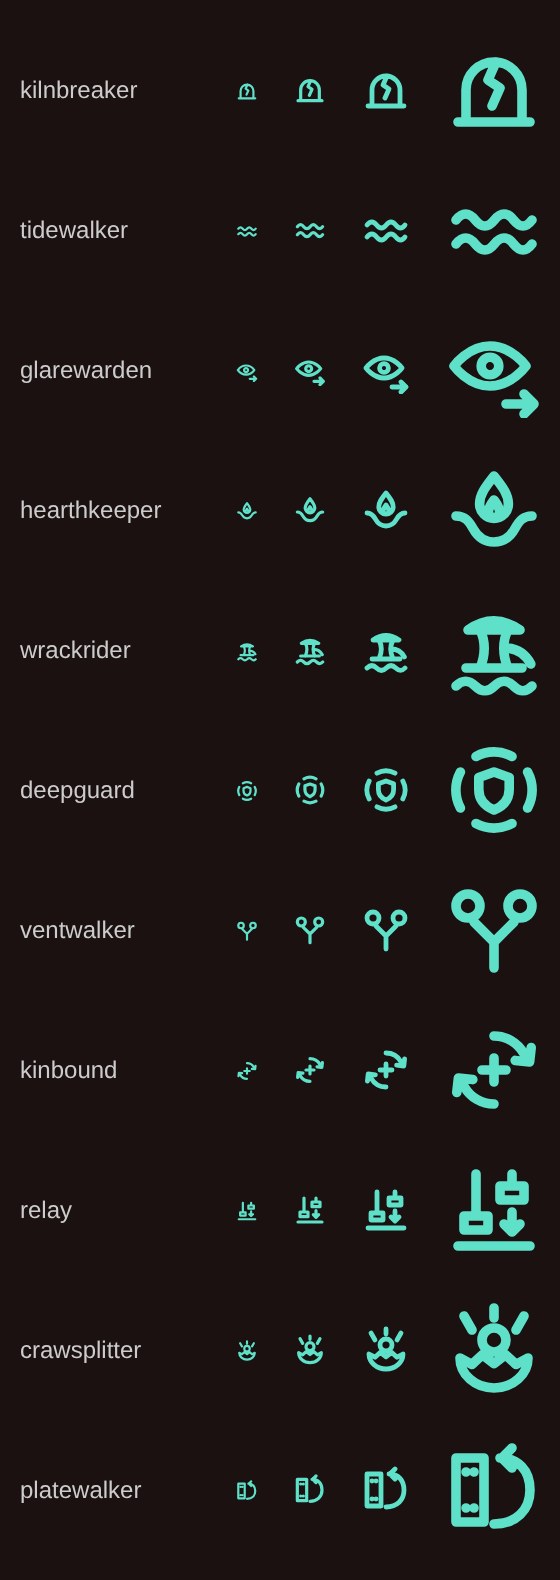 kilnbreaker
tidewalker
glarewarden
hearthkeeper
wrackrider
deepguard
ventwalker
kinbound
relay
crawsplitter
platewalker